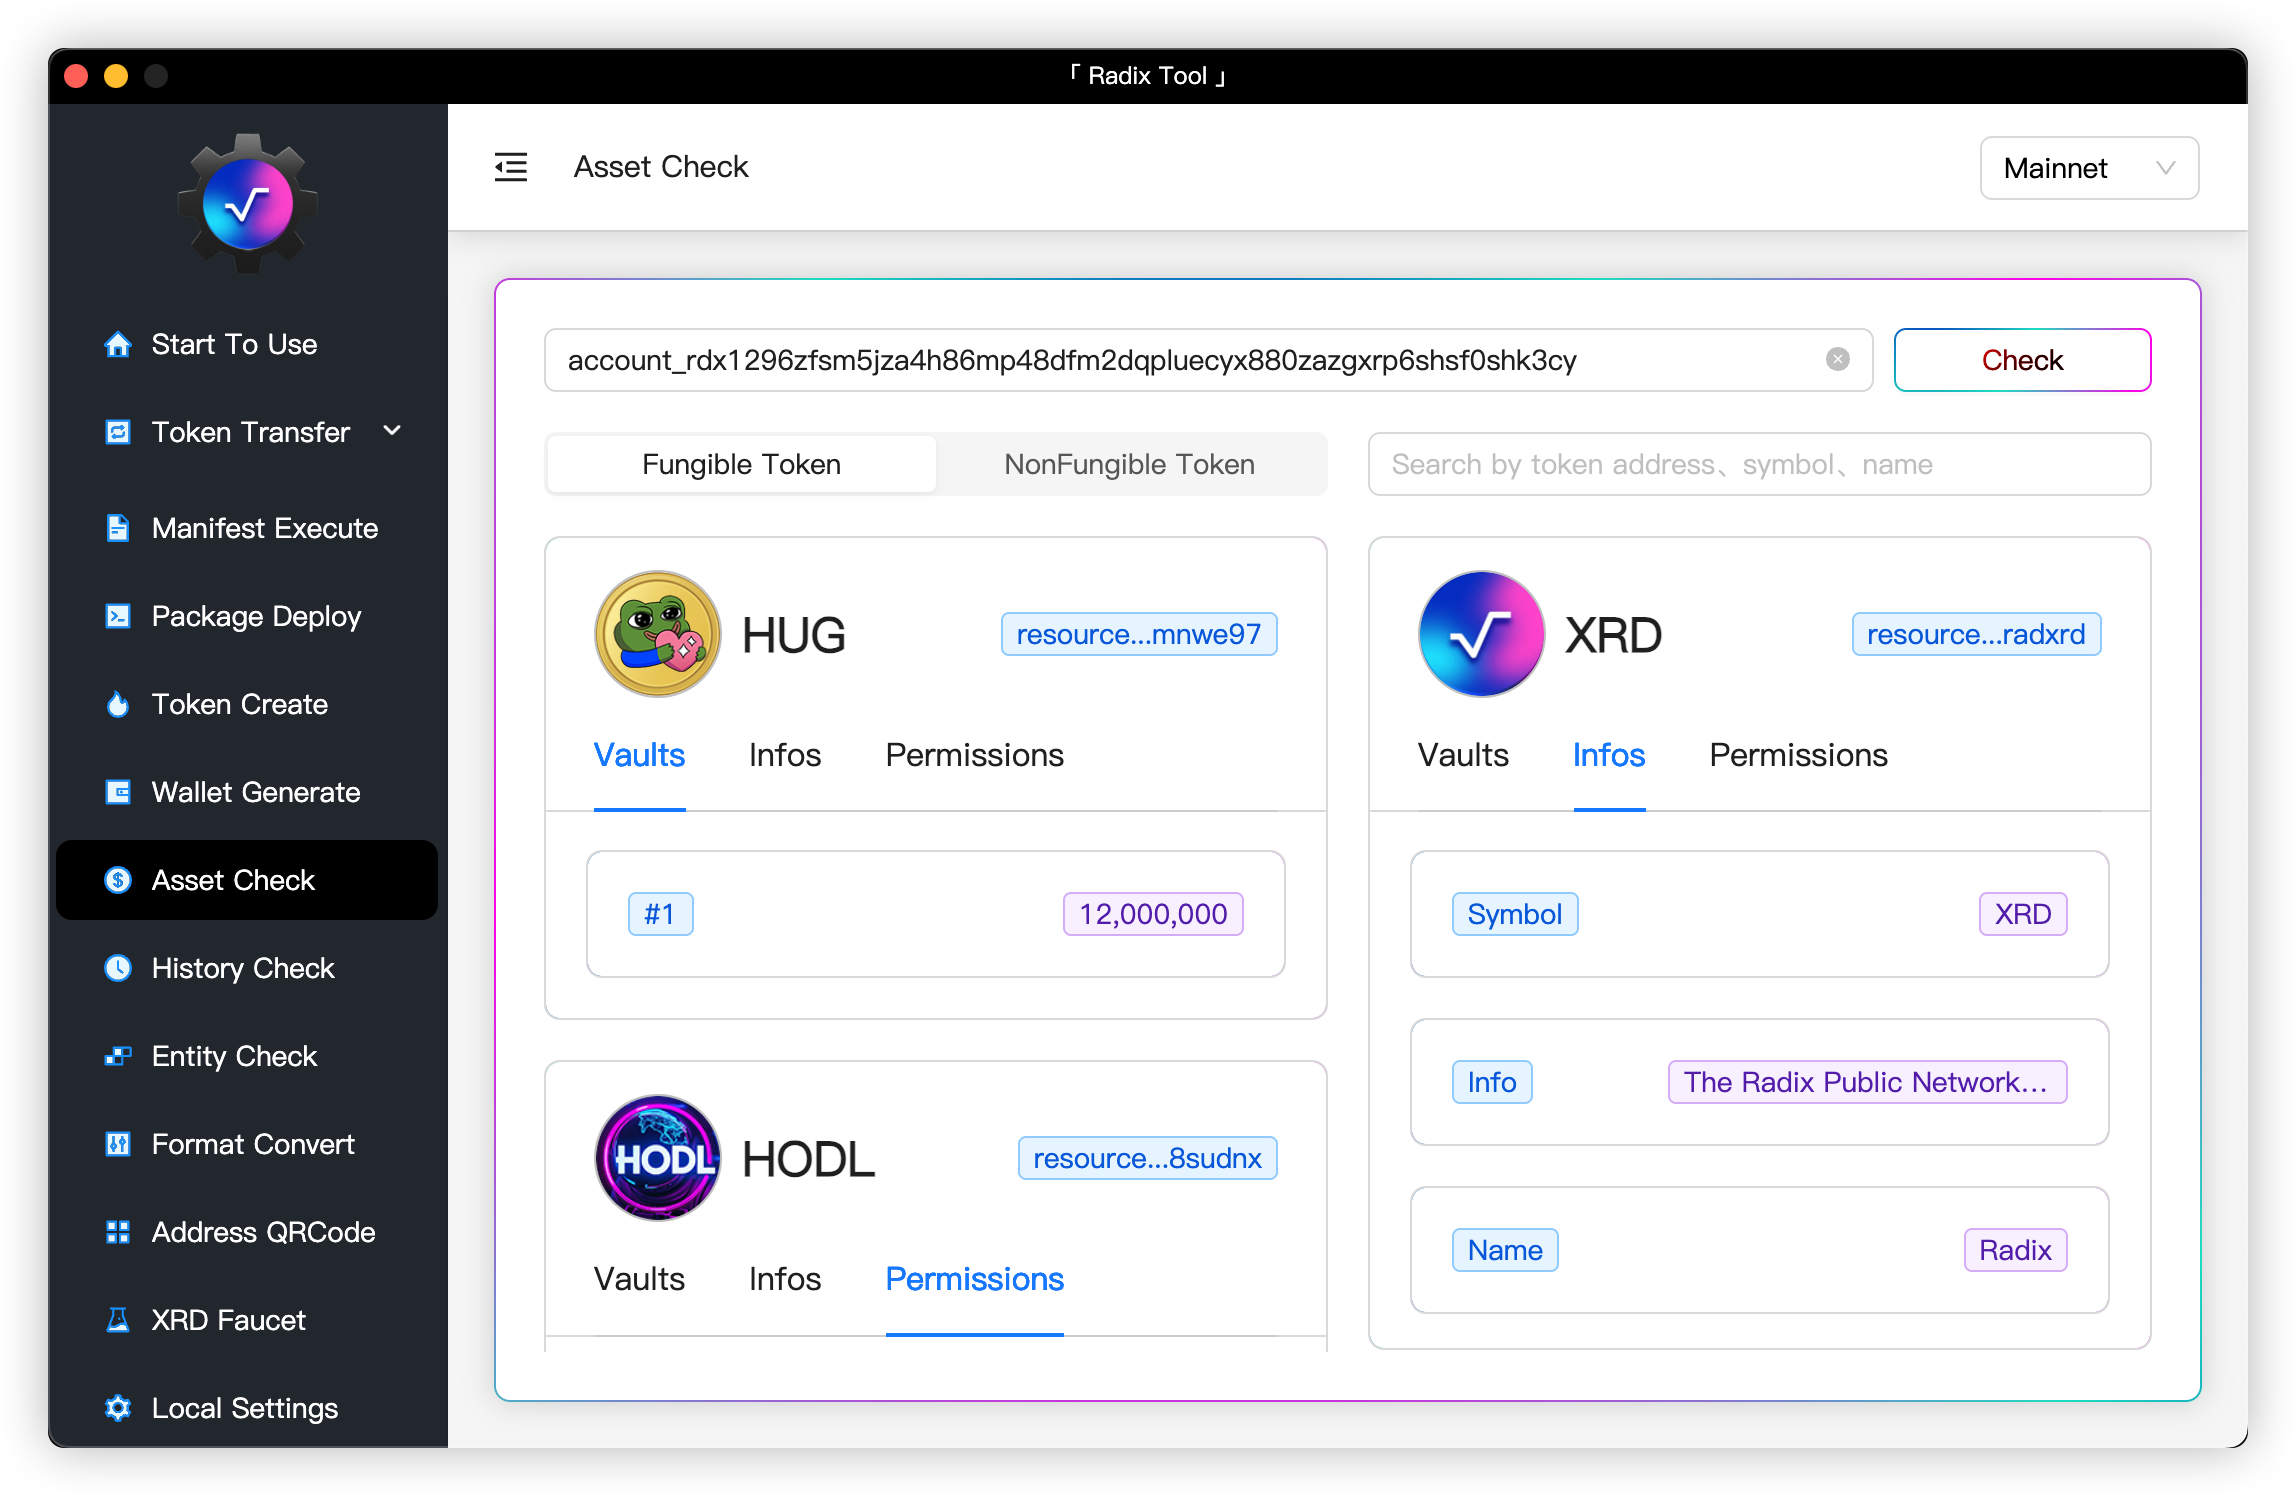 「 Radix Tool 」
Start To Use
Token Transfer
Manifest Execute
Package Deploy
Token Create
Wallet Generate
Asset Check
History Check
Entity Check
Format Convert
Address QRCode
XRD Faucet
Local Settings
Asset Check
Mainnet
account_rdx1296zfsm5jza4h86mp48dfm2dqpluecyx880zazgxrp6shsf0shk3cy
Check
Fungible Token
NonFungible Token
Search by token address、symbol、name
HUG
resource...mnwe97
Vaults
Infos
Permissions
#1
12,000,000
HODL
HODL
resource...8sudnx
Vaults
Infos
Permissions
XRD
resource...radxrd
Vaults
Infos
Permissions
Symbol
XRD
Info
The Radix Public Network...
Name
Radix